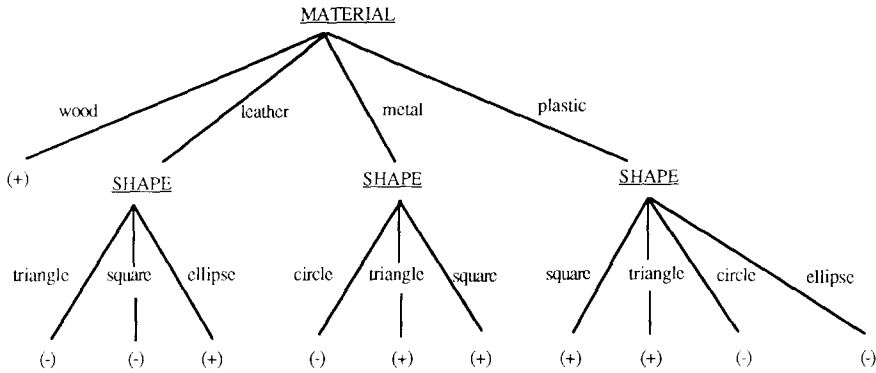 MATERIAL
wood
leather
metal
plastic
(+)
SHAPE
SHAPE
SHAPE
triangle
square
ellipse
circle
triangle
square
square
triangle
circle
ellipse
(-)
(-)
(+)
(-)
(+)
(+)
(+)
(+)
(-)
(-)